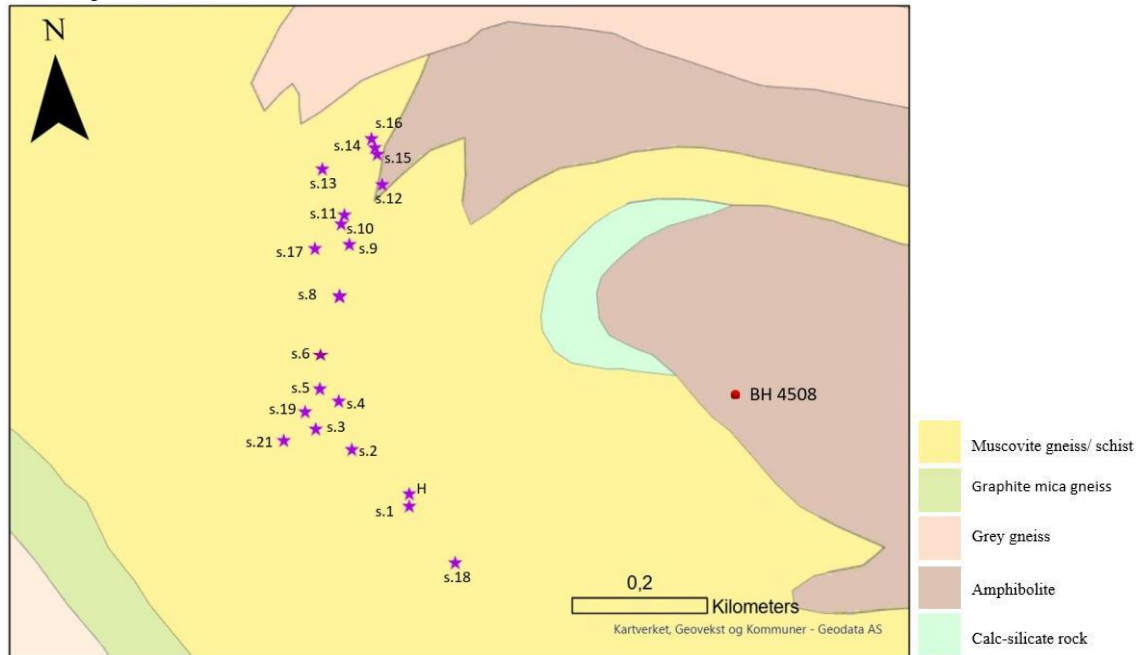 N
s.16
s.14
s.15
s.13
s.12
s.11
s.10
s.17
s.9
s.8
s.6
s.5
s.4
s.19
s.3
s.21
s.2
H
s.1
s.18
BH 4508
0,2
Kilometers
Kartverket, Geovekst og Kommuner - Geodata AS
Muscovite gneiss/ schist
Graphite mica gneiss
Grey gneiss
Amphibolite
Calc-silicate rock